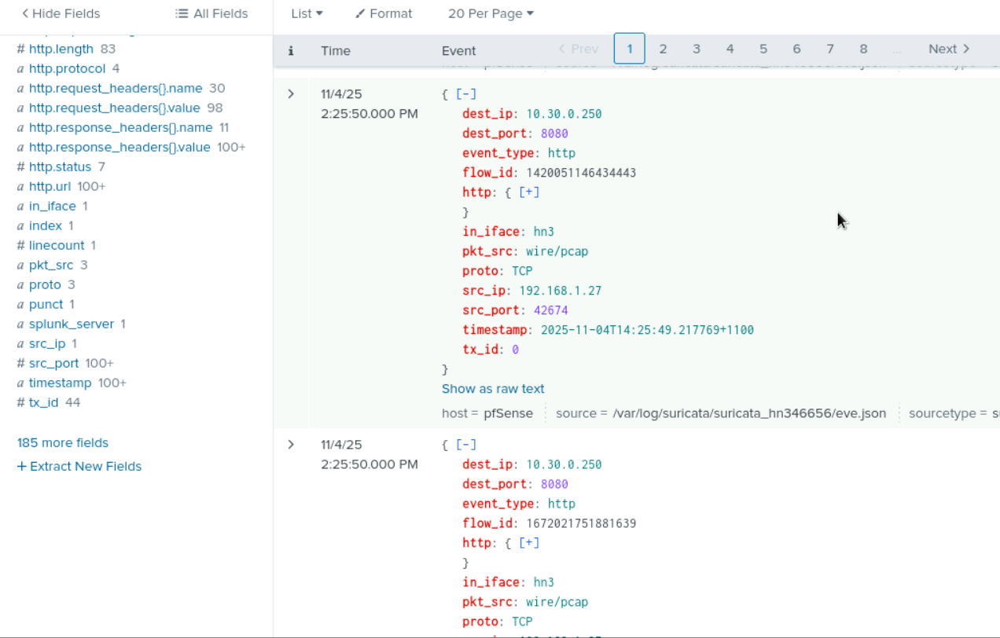 Hide Fields
All Fields
List
Format
20 Per Page
# http.length 83
a http.protocol 4
a http.request_headers{}.name 30
a http.request_headers{}.value 98
a http.response_headers{}.name 11
a http.response_headers{}.value 100+
# http.status 7
a http.url 100+
a in_iface 1
a index 1
# linecount 1
a pkt_src 3
a proto 3
a punct 1
a splunk_server 1
a src_ip 1
# src_port 100+
a timestamp 100+
# tx_id 44
185 more fields
+ Extract New Fields
i Time Event
< Prev 1 2 3 4 5 6 7 8 ... Next >
11/4/25
2:25:50.000 PM
{ [-]
dest_ip: 10.30.0.250
dest_port: 8080
event_type: http
flow_id: 1420051146434443
http: { [+]
}
in_iface: hn3
pkt_src: wire/pcap
proto: TCP
src_ip: 192.168.1.27
src_port: 42674
timestamp: 2025-11-04T14:25:49.217769+1100
tx_id: 0
}
Show as raw text
host = pfSense source = /var/log/suricata/suricata_hn346656/eve.json sourcetype =
11/4/25
2:25:50.000 PM
{ [-]
dest_ip: 10.30.0.250
dest_port: 8080
event_type: http
flow_id: 1672021751881639
http: { [+]
}
in_iface: hn3
pkt_src: wire/pcap
proto: TCP